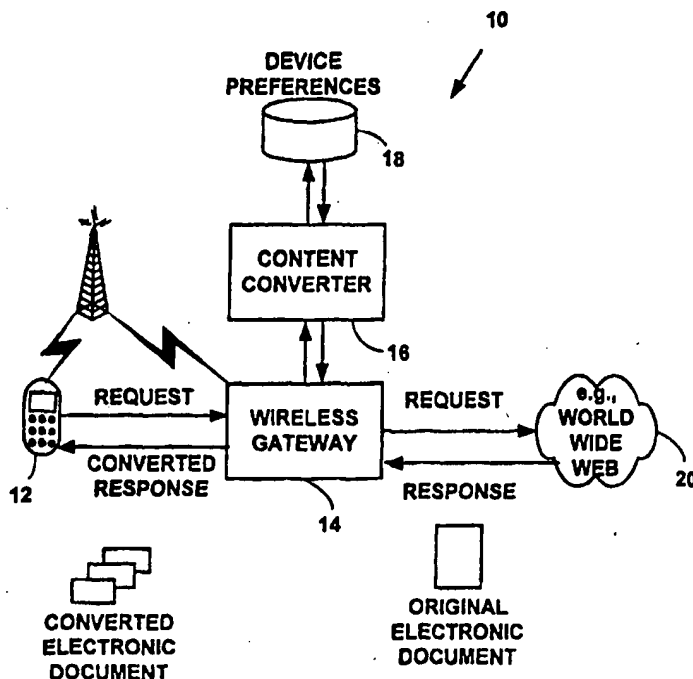 10
DEVICE
PREFERENCES
18
CONTENT
CONVERTER
16
REQUEST
CONVERTED
RESPONSE
12
WIRELESS
GATEWAY
14
REQUEST
RESPONSE
e.g.,
WORLD
WIDE
WEB
20
CONVERTED
ELECTRONIC
DOCUMENT
ORIGINAL
ELECTRONIC
DOCUMENT